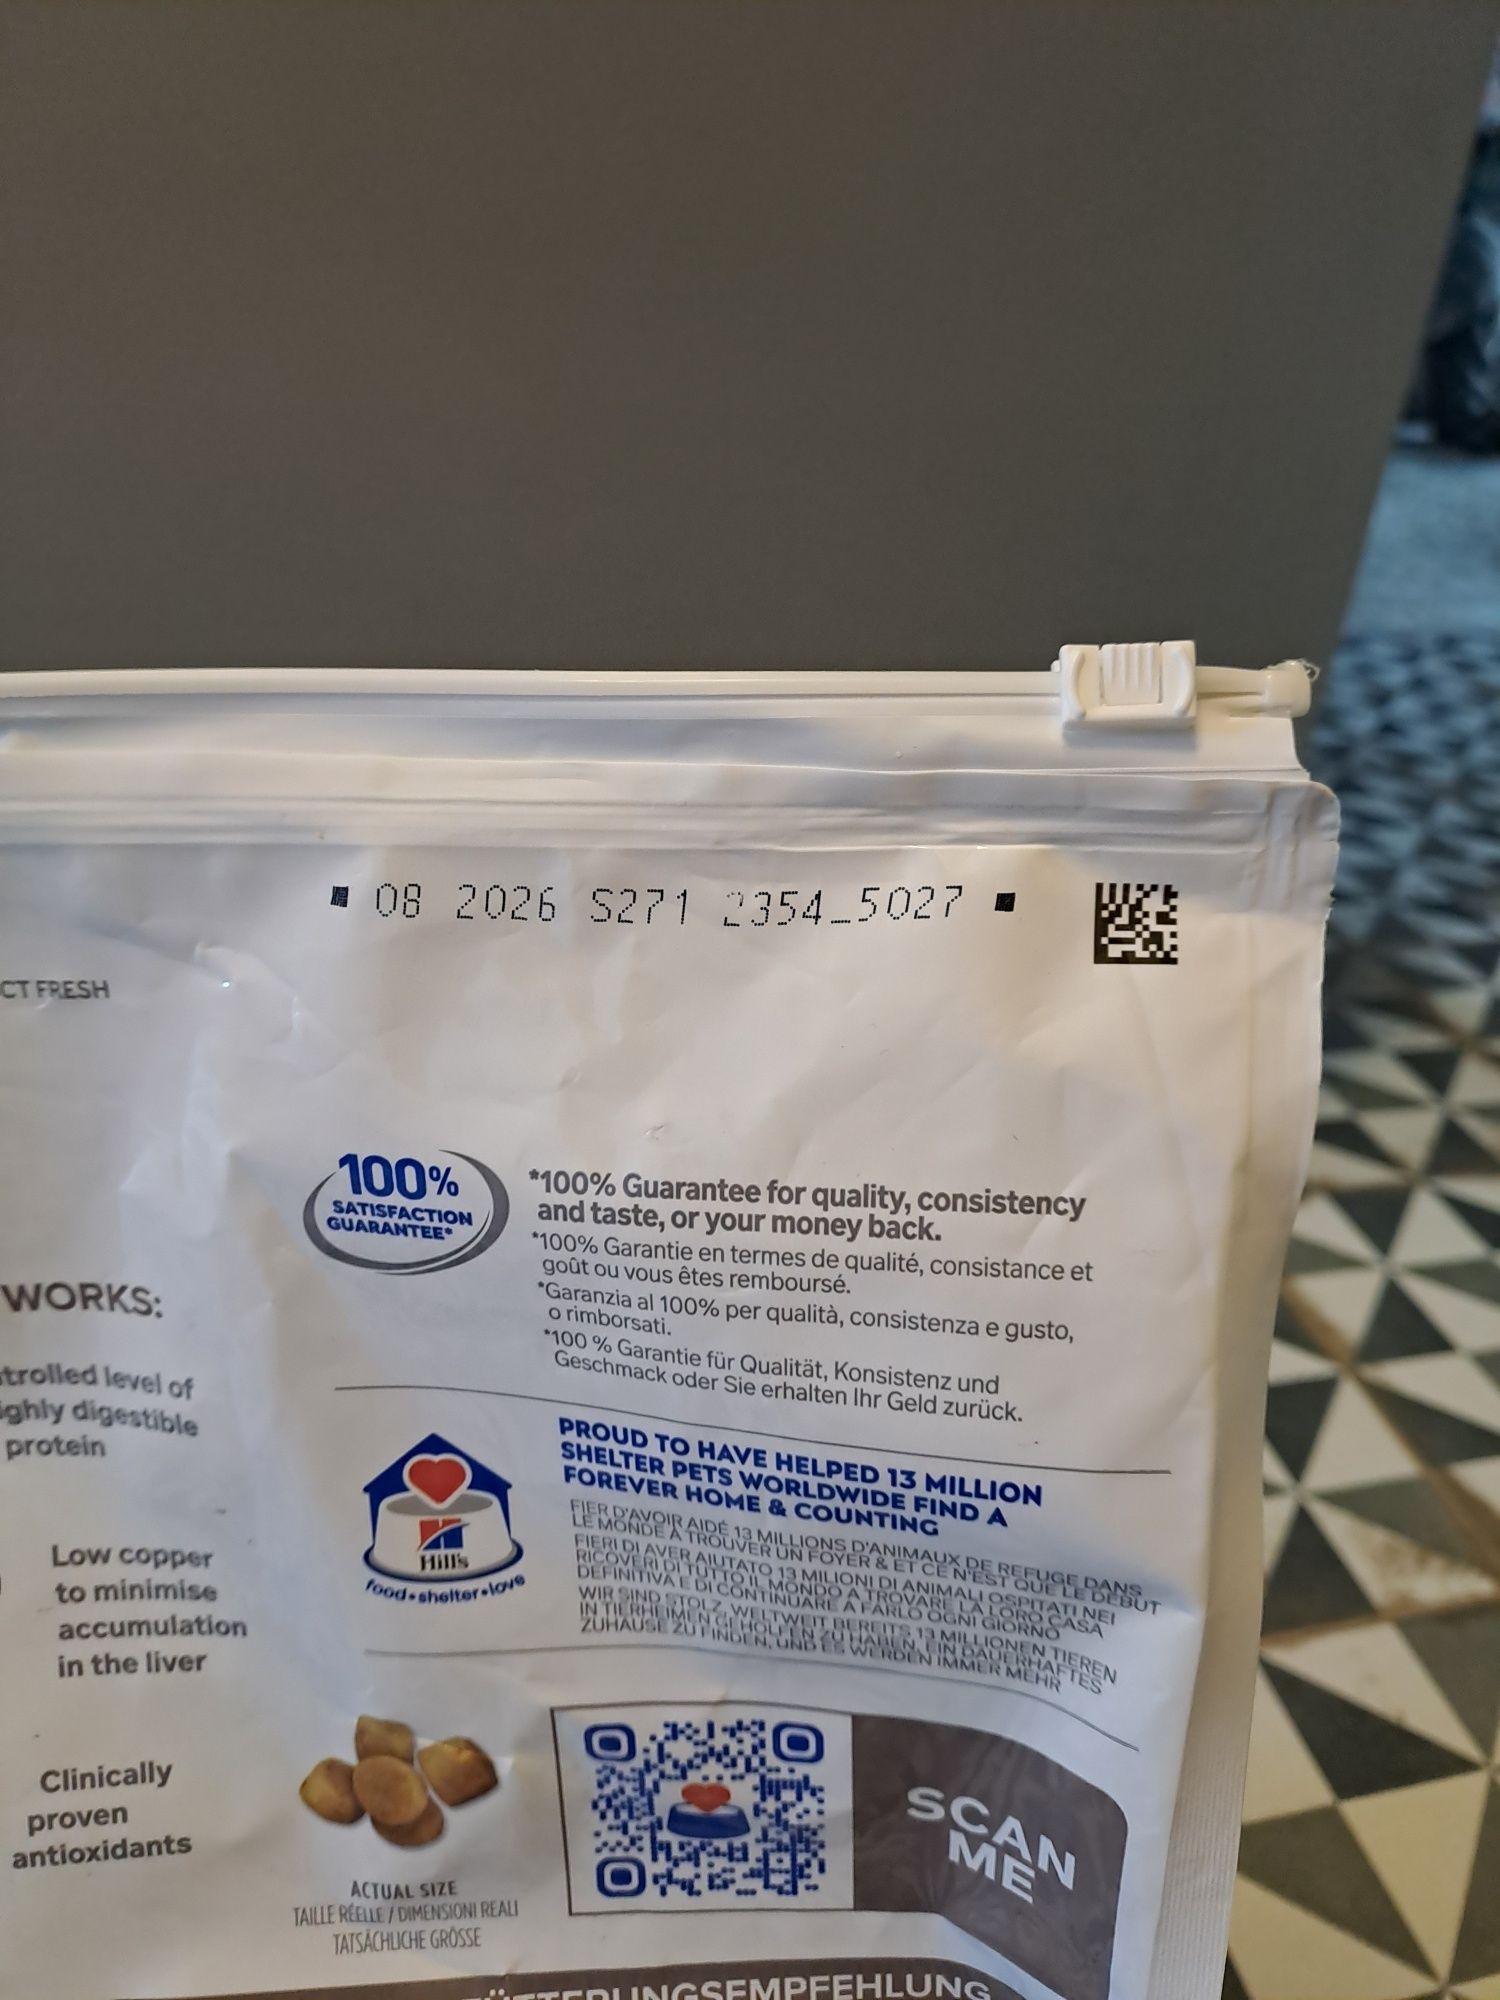 08 2026 S271 2354_5027
CT FRESH
100%
SATISFACTION
GUARANTEE*
*100% Guarantee for quality, consistency
and taste, or your money back.
*100% Garantie en termes de qualité, consistance et
goût ou vous êtes remboursé.
*Garanzia al 100% per qualità, consistenza e gusto,
o rimborsati.
*100 % Garantie für Qualität, Konsistenz und
Geschmack oder Sie erhalten Ihr Geld zurück.
WORKS:
trolled level of
ighly digestible
protein
Low copper
to minimise
accumulation
in the liver
Clinically
proven
antioxidants
Hill's
food•shelter•love
PROUD TO HAVE HELPED 13 MILLION
SHELTER PETS WORLDWIDE FIND A
FOREVER HOME & COUNTING
FIER D'AVOIR AIDÉ 13 MILLIONS D'ANIMAUX DE REFUGE DANS
LE MONDE À TROUVER UN FOYER & ET CE N'EST QUE LE DÉBUT
FIERI DI AVER AIUTATO 13 MILIONI DI ANIMALI OSPITATI NEI
RICOVERI DI TUTTO IL MONDO A TROVARE LA LORO CASA
DEFINITIVA E DI CONTINUARE A FARLO OGNI GIORNO
WIR SIND STOLZ, WELTWEIT BEREITS 13 MILLIONEN TIEREN
IN TIERHEIMEN GEHOLFEN ZU HABEN, EIN DAUERHAFTES
ZUHAUSE ZU FINDEN, UND ES WERDEN IMMER MEHR
ACTUAL SIZE
TAILLE RÉELLE / DIMENSIONI REALI
TATSÄCHLICHE GRÖSSE
SCAN
ME
FÜTTERUNGSEMPFEHLUNG